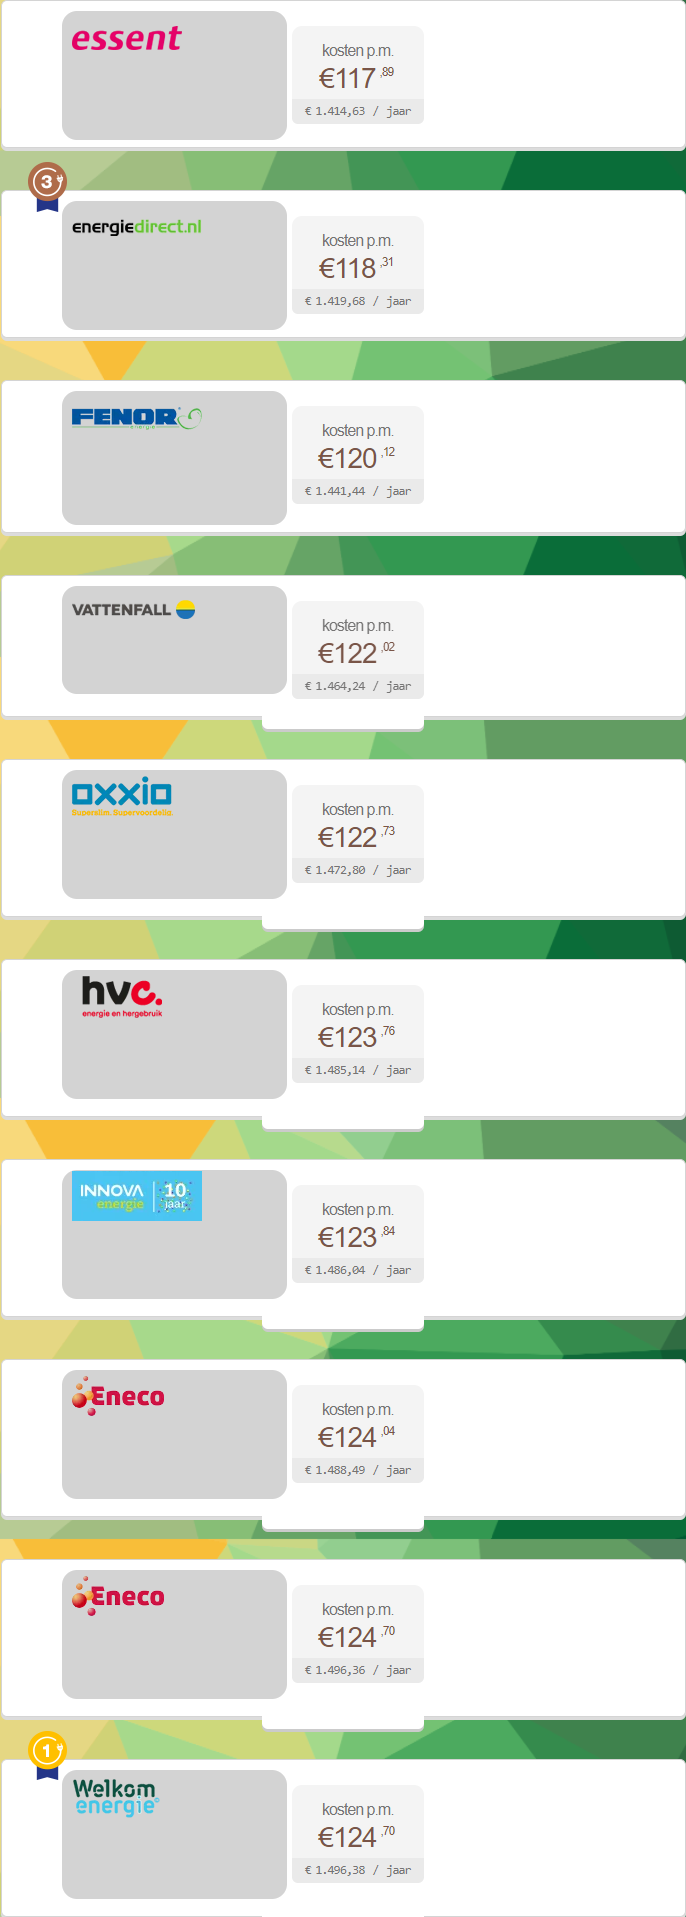 essent
kosten p.m.
€117 ,89
€ 1.414,63 / jaar
3
energiedirect.nl
kosten p.m.
€118 ,31
€ 1.419,68 / jaar
FENOR
energie
kosten p.m.
€120 ,12
€ 1.441,44 / jaar
VATTENFALL
kosten p.m.
€122 ,02
€ 1.464,24 / jaar
oxxio
Superslim. Supervoordelig.
kosten p.m.
€122 ,73
€ 1.472,80 / jaar
hvc.
energie en hergebruik
kosten p.m.
€123 ,76
€ 1.485,14 / jaar
INNOVA
energie
10
jaar
kosten p.m.
€123 ,84
€ 1.486,04 / jaar
Eneco
kosten p.m.
€124 ,04
€ 1.488,49 / jaar
Eneco
kosten p.m.
€124 ,70
€ 1.496,36 / jaar
1
Welkom
energie®
kosten p.m.
€124 ,70
€ 1.496,38 / jaar